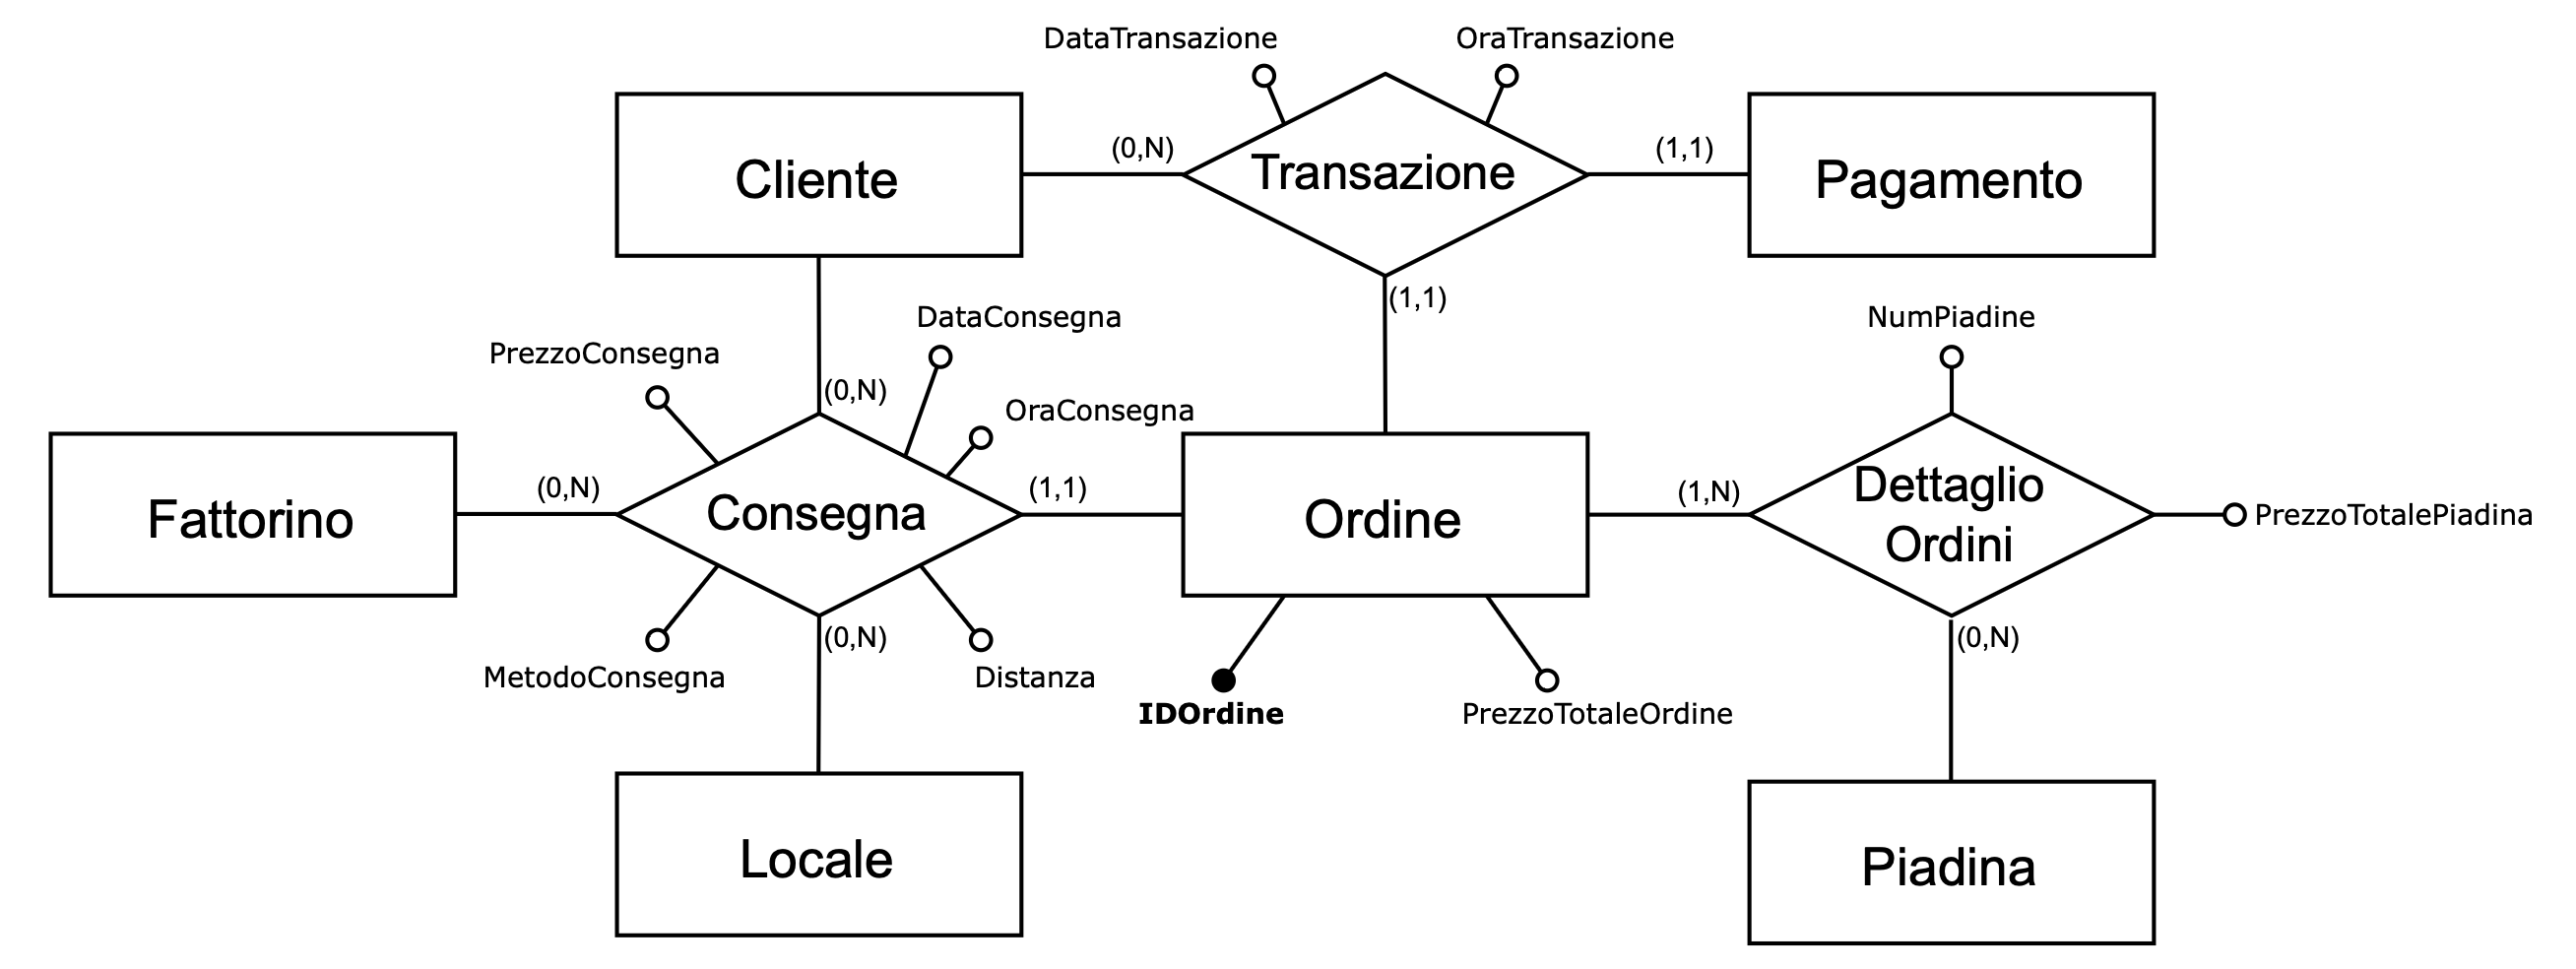 DataTransazione
OraTransazione
Cliente
(0,N)
Transazione
(1,1)
Pagamento
(1,1)
DataConsegna
NumPiadine
PrezzoConsegna
(0,N)
OraConsegna
Fattorino
(0,N)
Consegna
(1,1)
Ordine
(1,N)
Dettaglio
Ordini
PrezzoTotalePiadina
(0,N)
(0,N)
MetodoConsegna
Distanza
IDOrdine
PrezzoTotaleOrdine
Locale
Piadina